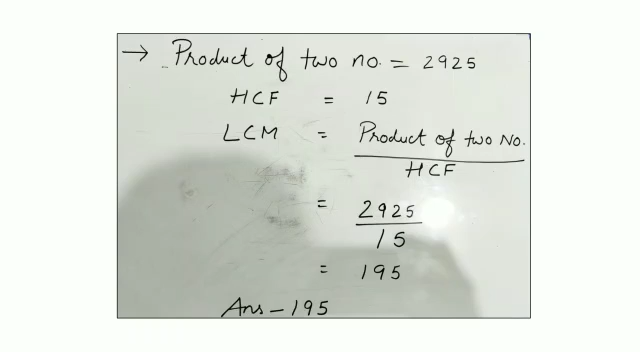 → Product of two no. = 2925
HCF = 15
LCM = Product of two No.
HCF
= 2925
15
= 195
Ans - 195